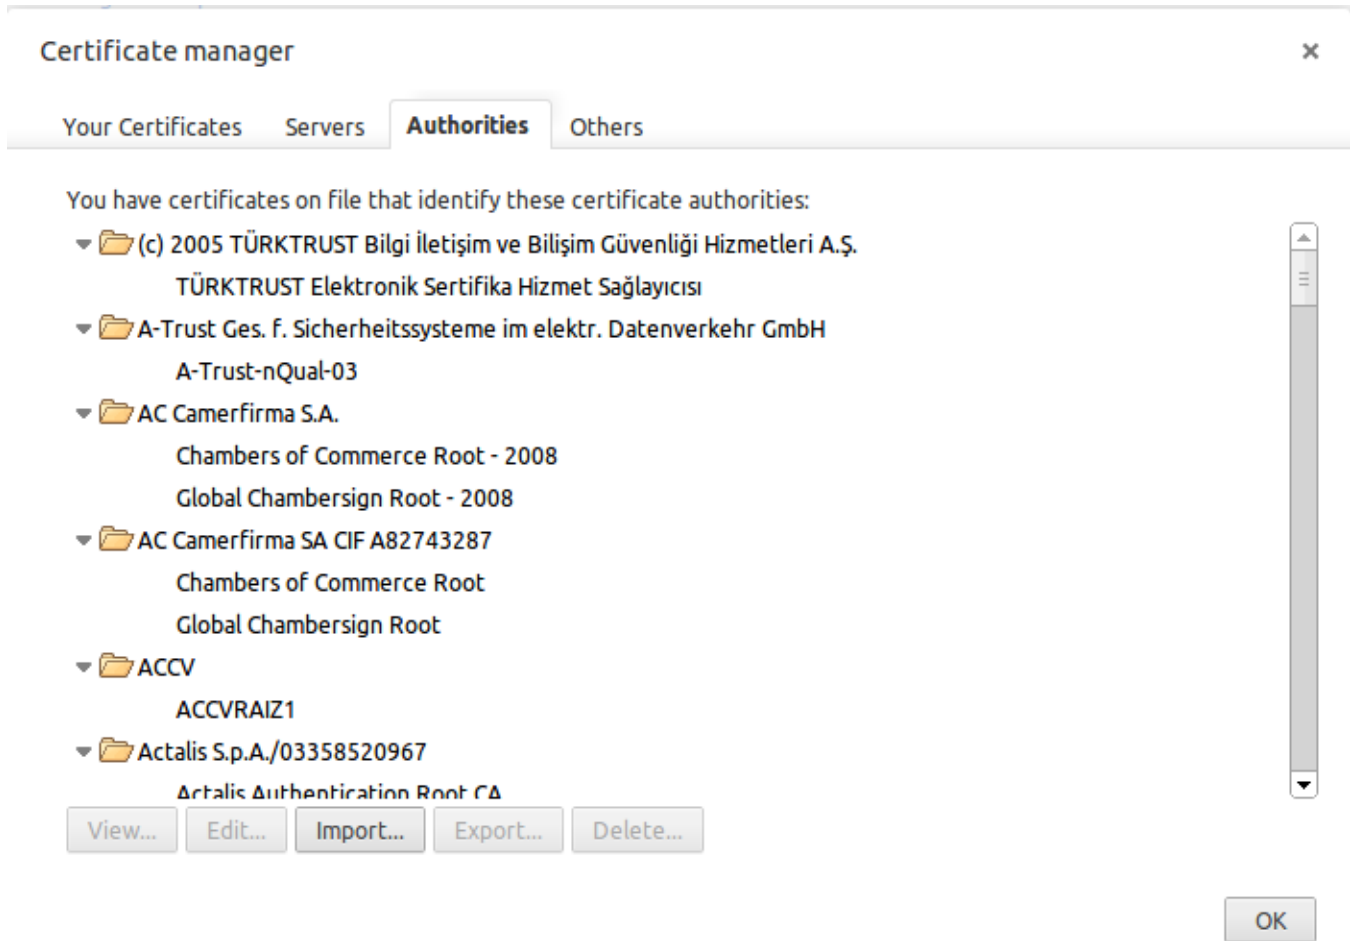 Certificate manager
Your Certificates Servers Authorities Others
You have certificates on file that identify these certificate authorities:
(c) 2005 TÜRKTRUST Bilgi İletişim ve Bilişim Güvenliği Hizmetleri A.Ş.
TÜRKTRUST Elektronik Sertifika Hizmet Sağlayıcısı
A-Trust Ges. f. Sicherheitssysteme im elektr. Datenverkehr GmbH
A-Trust-nQual-03
AC Camerfirma S.A.
Chambers of Commerce Root - 2008
Global Chambersign Root - 2008
AC Camerfirma SA CIF A82743287
Chambers of Commerce Root
Global Chambersign Root
ACCV
ACCVRAIZ1
Actalis S.p.A./03358520967
Actalis Authentication Root CA
View... Edit... Import... Export... Delete...
OK